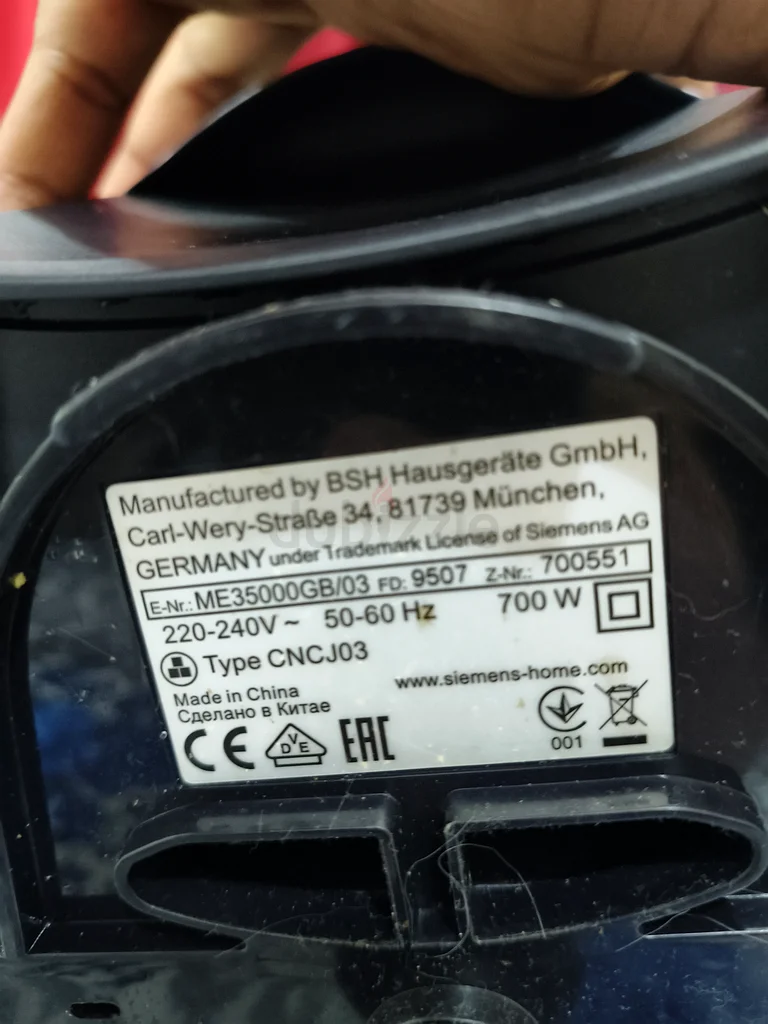 Manufactured by BSH Hausgeräte GmbH,
Carl-Wery-Straße 34, 81739 München,
GERMANY under Trademark License of Siemens AG
E-Nr.: ME35000GB/03 FD: 9507 Z-Nr.: 700551
220-240V ~ 50-60 Hz 700 W
Type CNCJ03
www.siemens-home.com
Made in China
Сделано в Китае
CE DVE EAC
001
dubizzle